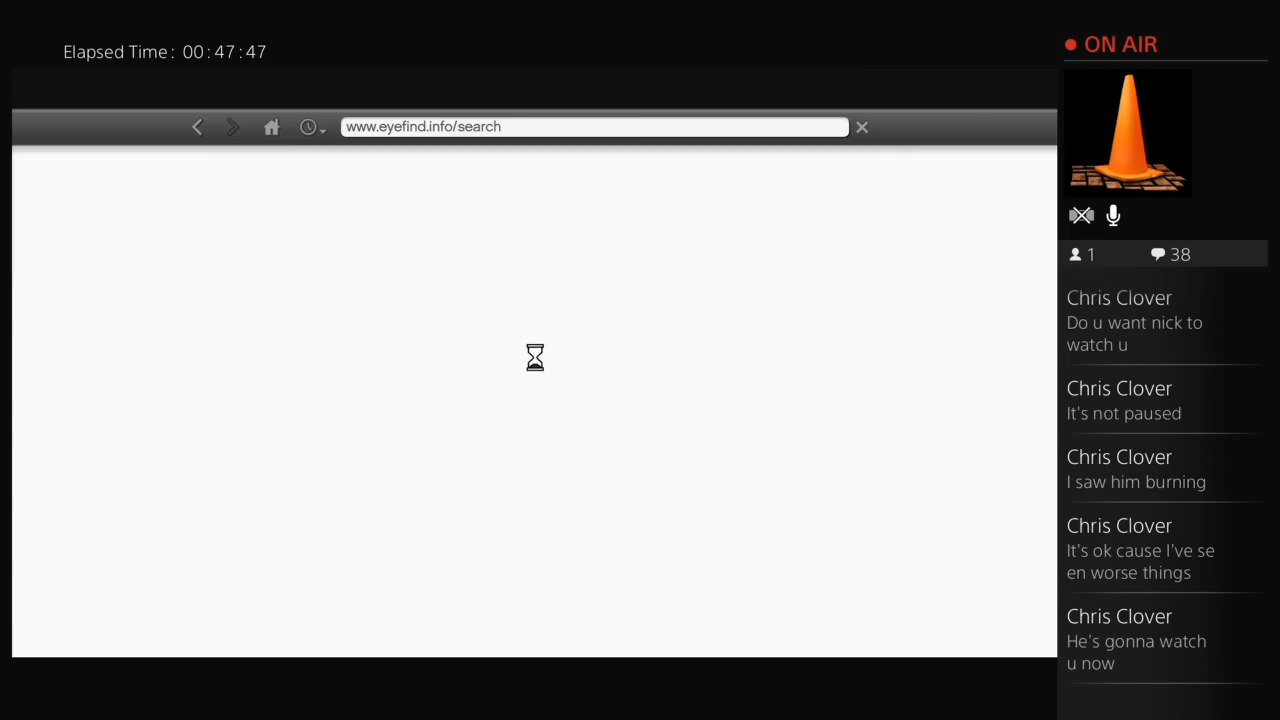 Elapsed Time: 00:47:47
ON AIR
www.eyefind.info/search
1 38
Chris Clover
Do u want nick to
watch u
Chris Clover
It's not paused
Chris Clover
I saw him burning
Chris Clover
It's ok cause I've se
en worse things
Chris Clover
He's gonna watch
u now